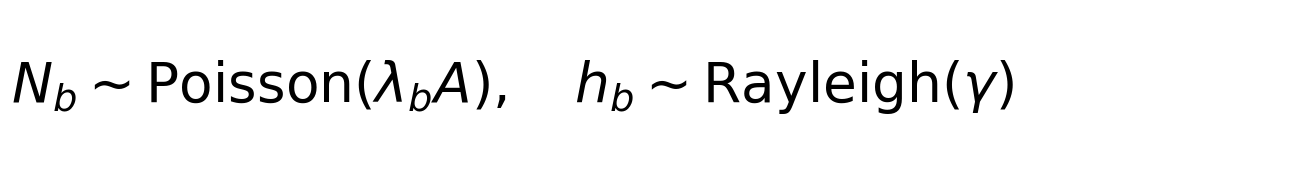 N_b ~ Poisson(λ_b A), h_b ~ Rayleigh(γ)